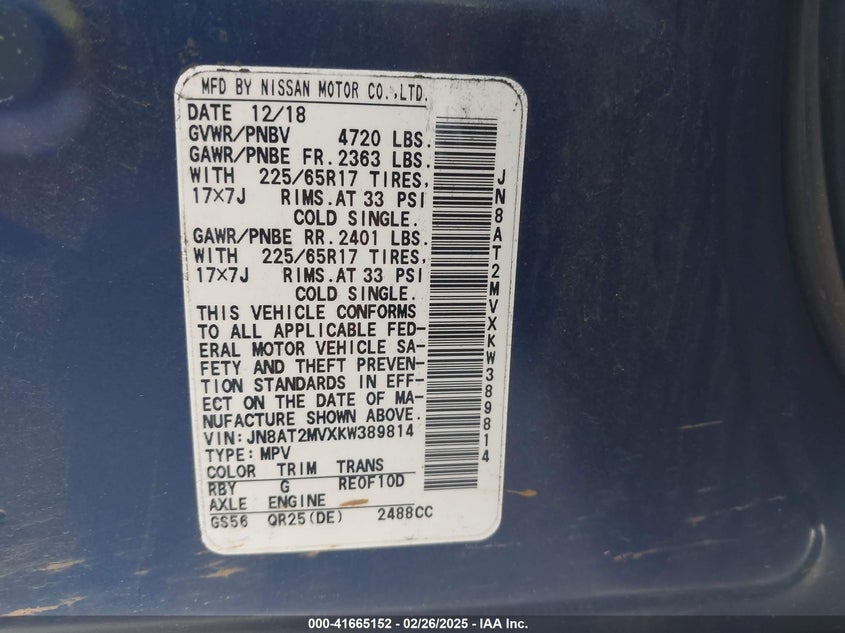 MFD BY NISSAN MOTOR CO.,LTD.
DATE 12/18
GVWR/PNBV 4720 LBS.
GAWR/PNBE FR. 2363 LBS.
WITH 225/65R17 TIRES,
17×7J RIMS. AT 33 PSI
COLD SINGLE.
GAWR/PNBE RR. 2401 LBS.
WITH 225/65R17 TIRES,
17×7J RIMS. AT 33 PSI
COLD SINGLE.
THIS VEHICLE CONFORMS
TO ALL APPLICABLE FED-
ERAL MOTOR VEHICLE SA-
FETY AND THEFT PREVEN-
TION STANDARDS IN EFF-
ECT ON THE DATE OF MA-
NUFACTURE SHOWN ABOVE.
VIN:JN8AT2MVXKW389814
TYPE: MPV
COLOR TRIM TRANS
RBY G RE0F10D
AXLE ENGINE
GS56 QR25(DE) 2488CC
JN8AT2MVXKW389814
000-41665152 - 02/26/2025 - IAA Inc.